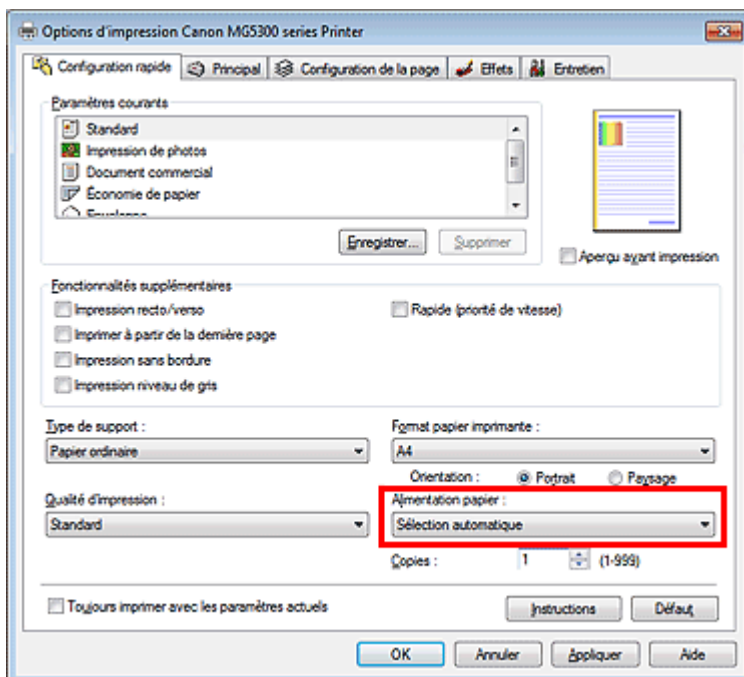 Options d'impression Canon MG5300 series Printer
Configuration rapide Principal Configuration de la page Effets Entretien
Paramètres courants
Standard
Impression de photos
Document commercial
Économie de papier
Enregistrer... Supprimer
Aperçu avant impression
Fonctionnalités supplémentaires
Impression recto/verso Rapide (priorité de vitesse)
Imprimer à partir de la dernière page
Impression sans bordure
Impression niveau de gris
Type de support : Format papier imprimante :
Papier ordinaire A4
Orientation : Portrait Paysage
Qualité d'impression : Alimentation papier :
Standard Sélection automatique
Copies : 1 (1-999)
Toujours imprimer avec les paramètres actuels Instructions Défaut
OK Annuler Appliquer Aide